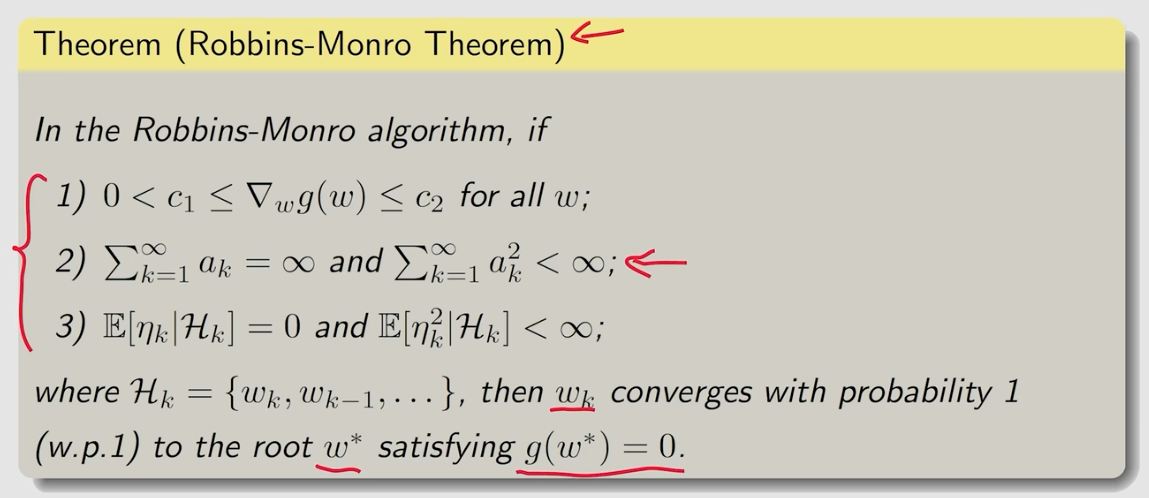 Theorem (Robbins-Monro Theorem)
In the Robbins-Monro algorithm, if
1) $0 < c_1 \leq \nabla_w g(w) \leq c_2$ for all $w$;
2) $\sum_{k=1}^{\infty} a_k = \infty$ and $\sum_{k=1}^{\infty} a_k^2 < \infty$;
3) $\mathbb{E}[\eta_k|\mathcal{H}_k] = 0$ and $\mathbb{E}[\eta_k^2|\mathcal{H}_k] < \infty$;
where $\mathcal{H}_k = \{w_k, w_{k-1}, \ldots\}$, then $w_k$ converges with probability 1
(w.p.1) to the root $w^*$ satisfying $g(w^*) = 0$.